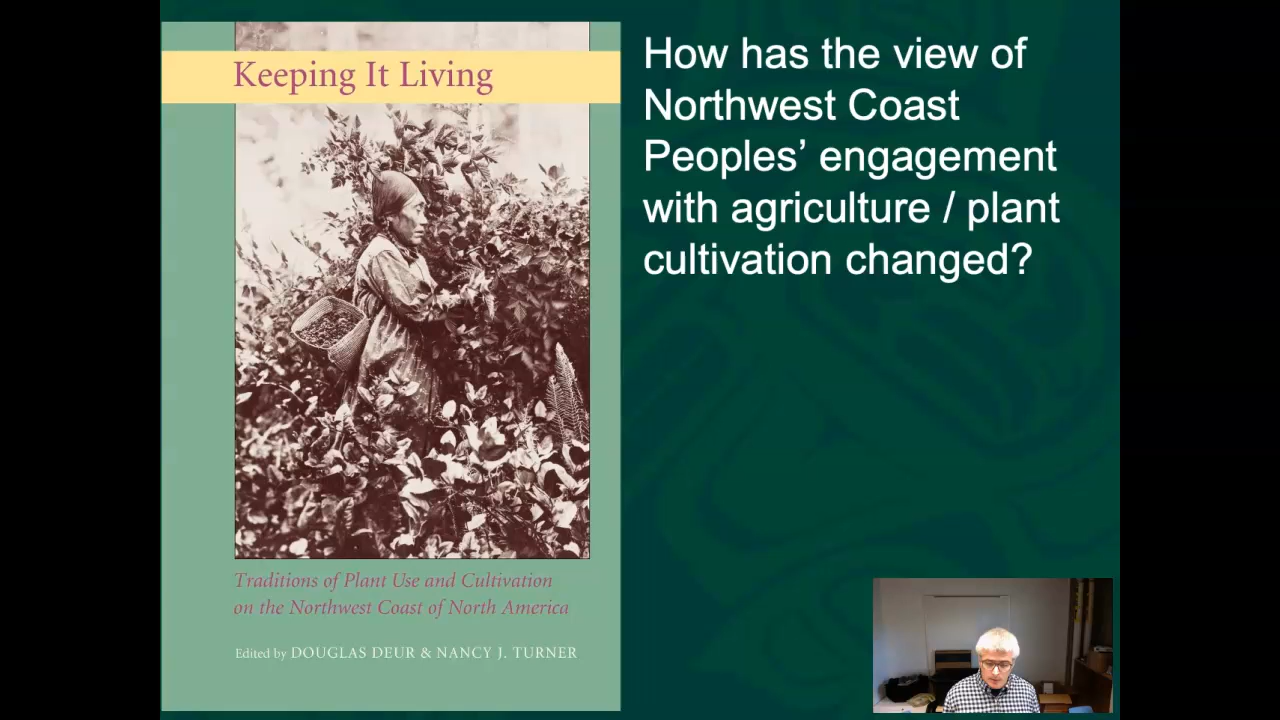 Keeping It Living
Traditions of Plant Use and Cultivation
on the Northwest Coast of North America
Edited by DOUGLAS DEUR & NANCY J. TURNER
How has the view of
Northwest Coast
Peoples’ engagement
with agriculture / plant
cultivation changed?